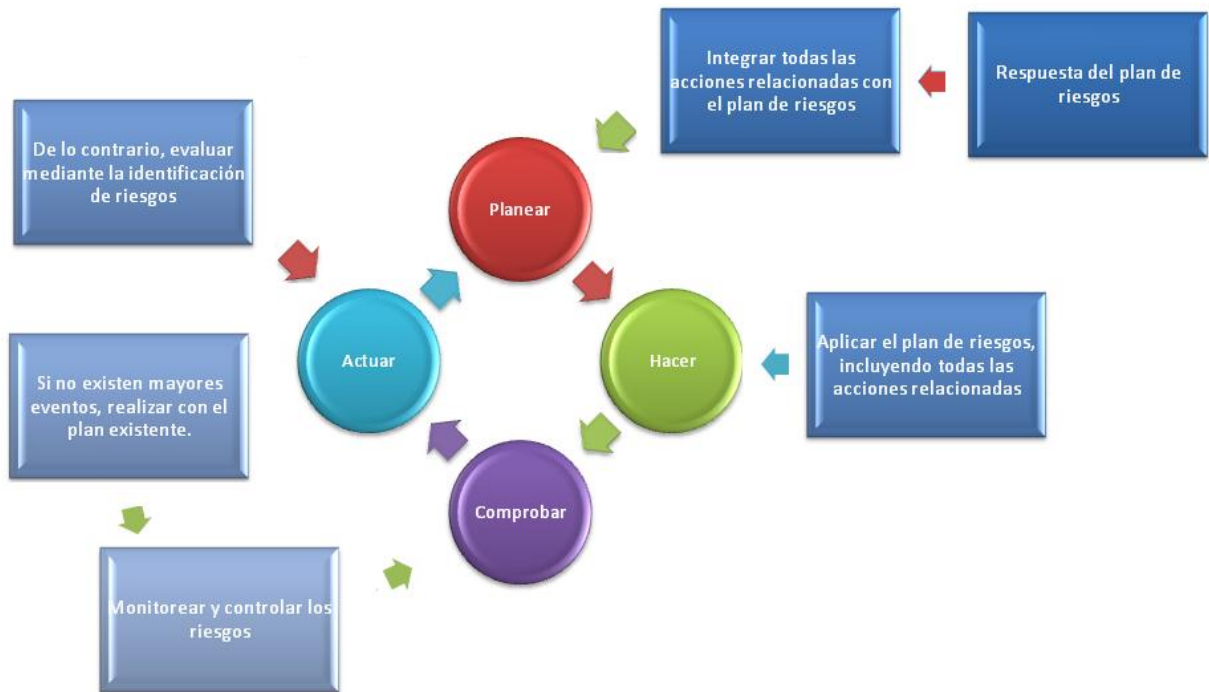 Integrar todas las
acciones relacionadas con
el plan de riesgos
Respuesta del plan de
riesgos
De lo contrario, evaluar
mediante la identificación
de riesgos
Planear
Actuar
Hacer
Aplicar el plan de riesgos,
incluyendo todas las
acciones relacionadas
Si no existen mayores
eventos, realizar con el
plan existente.
Comprobar
Monitorear y controlar los
riesgos